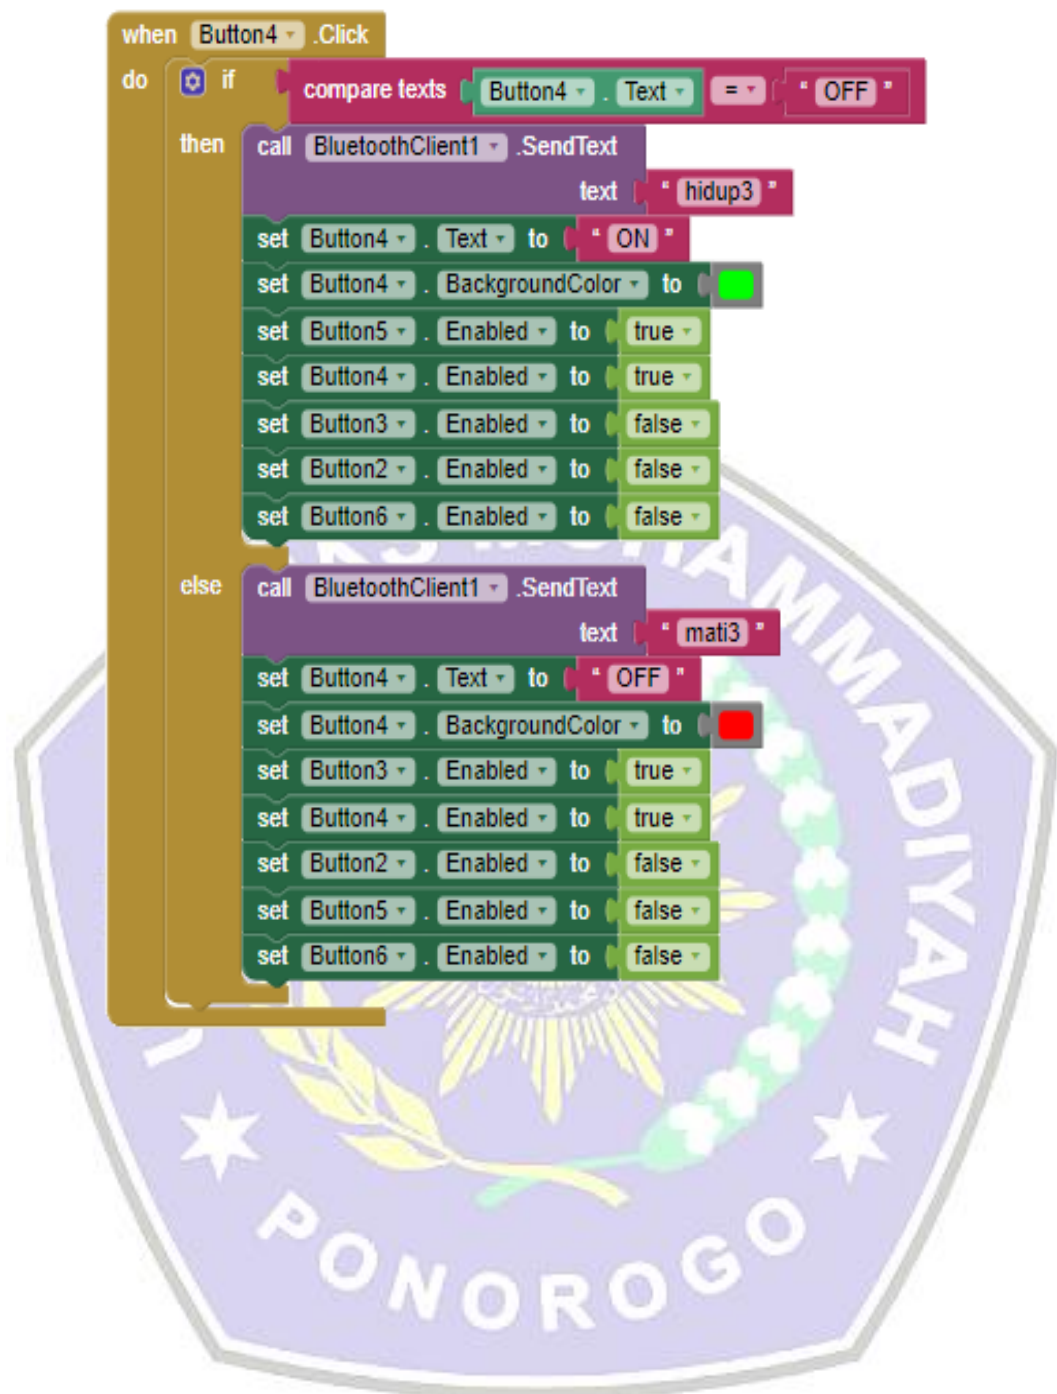 when Button4 .Click
do if compare texts Button4 . Text = " OFF "
then call BluetoothClient1 .SendText
text " hidup3 "
set Button4 . Text to " ON "
set Button4 . BackgroundColor to
set Button5 . Enabled to true
set Button4 . Enabled to true
set Button3 . Enabled to false
set Button2 . Enabled to false
set Button6 . Enabled to false
else call BluetoothClient1 .SendText
text " mati3 "
set Button4 . Text to " OFF "
set Button4 . BackgroundColor to
set Button3 . Enabled to true
set Button4 . Enabled to true
set Button2 . Enabled to false
set Button5 . Enabled to false
set Button6 . Enabled to false
MUHAMMADIYAH
PONOROGO